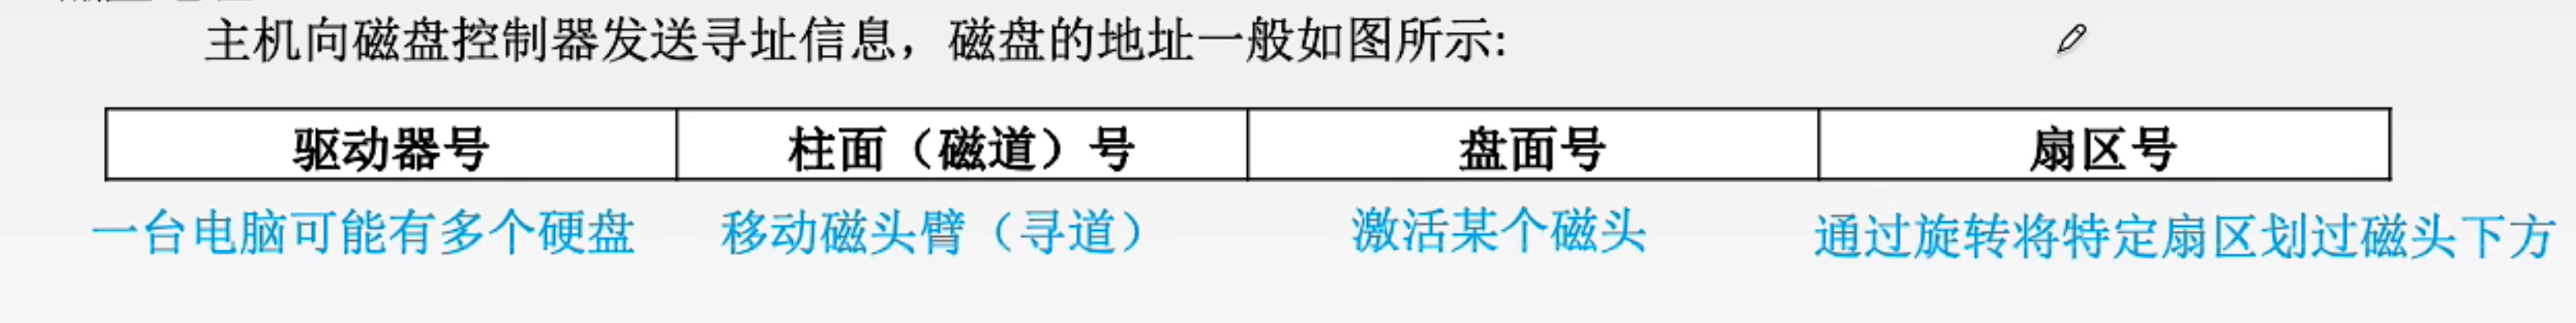 主机向磁盘控制器发送寻址信息，磁盘的地址一般如图所示:
驱动器号 柱面（磁道）号 盘面号 扇区号
一台电脑可能有多个硬盘 移动磁头臂（寻道） 激活某个磁头 通过旋转将特定扇区划过磁头下方